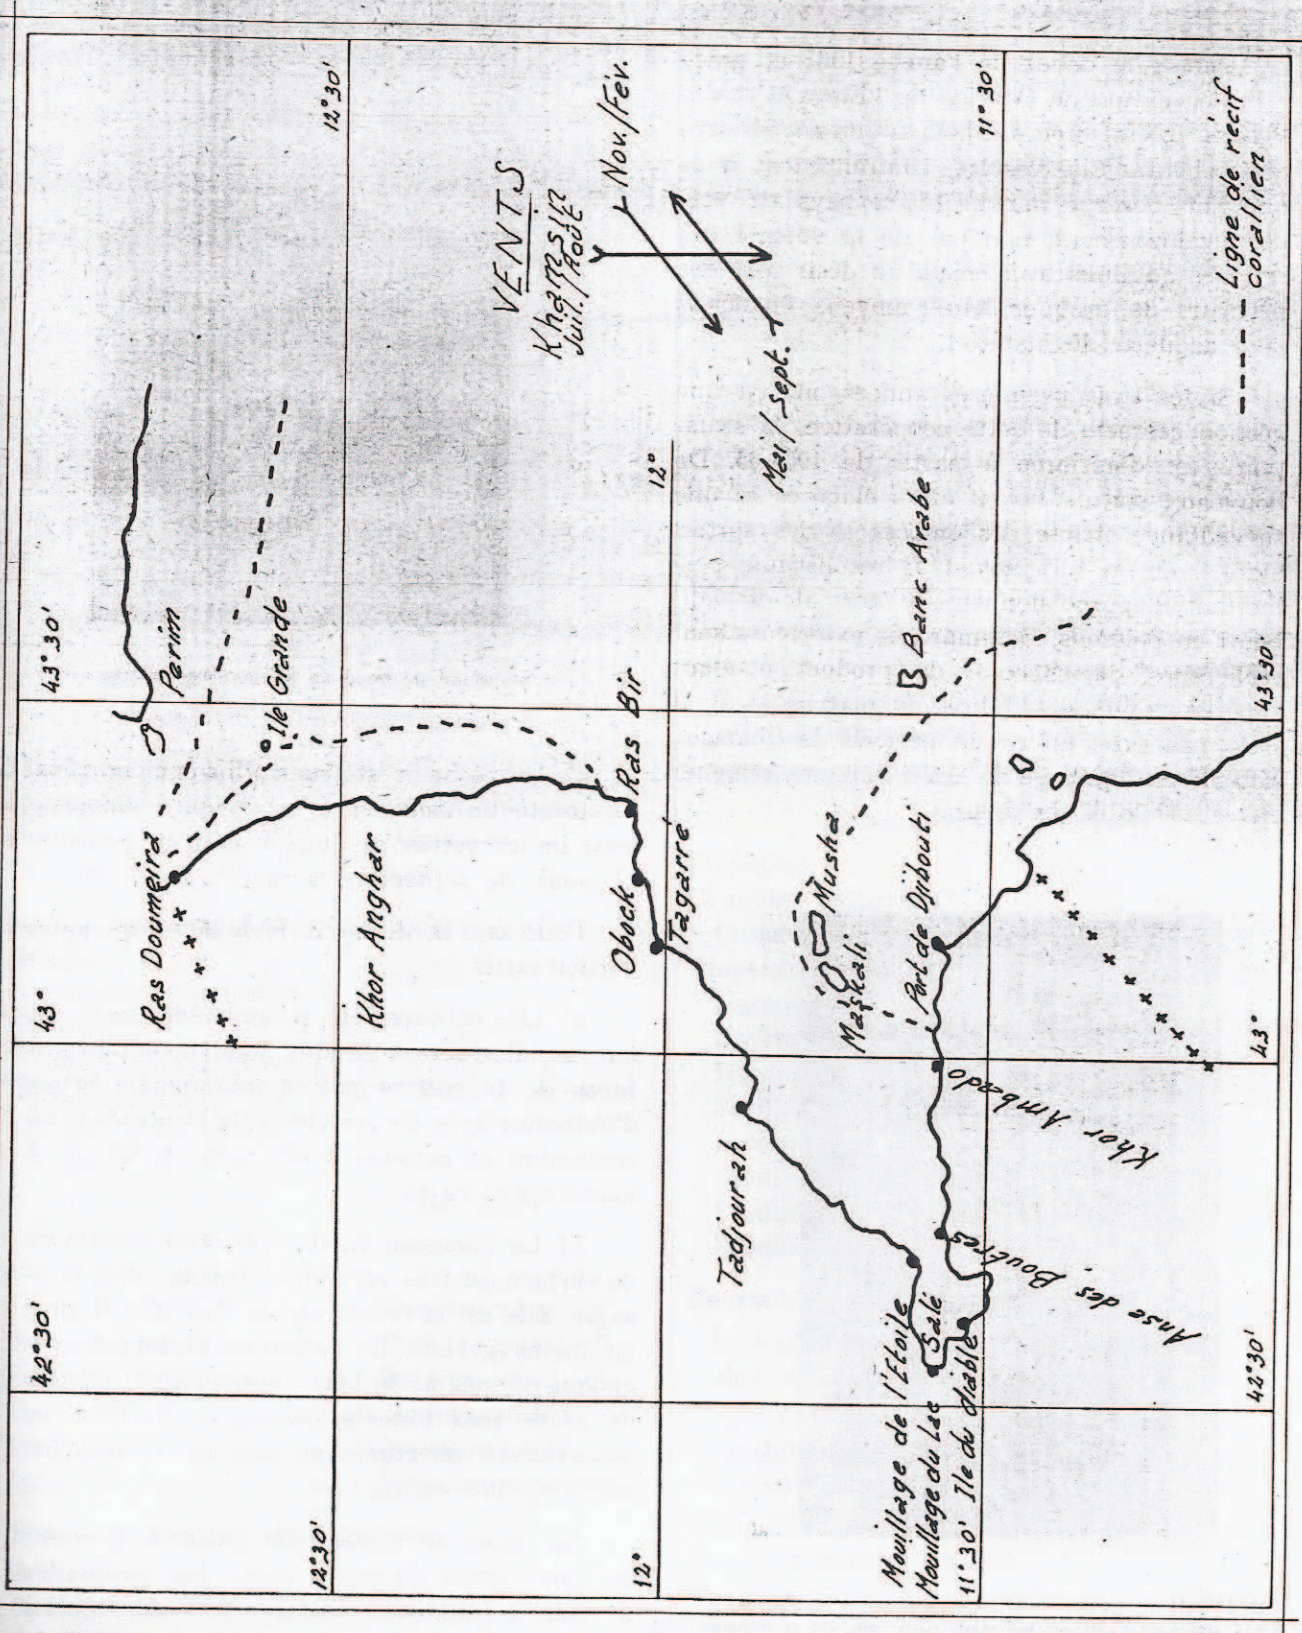 42°30'
43°
43°30'
12°30'
12°30'
Ras Doumeira
Perim
Ile Grande
Khor Anghar
VENTS
Khamsin
Juil./Août
Nov./Fév.
Mai/Sept.
12°
12°
Obock
Ras Bir
Tagarré
Tadjourah
Maskali
Musha
Banc Arabe
Port de Djibouti
Mouillage de l'Etoile
Mouillage du Lac Salé
11°30'
Ile du diable
11°30'
Khor Ambado
Anse des Boutres
42°30'
43°
43°30'
Ligne de récif
corallien